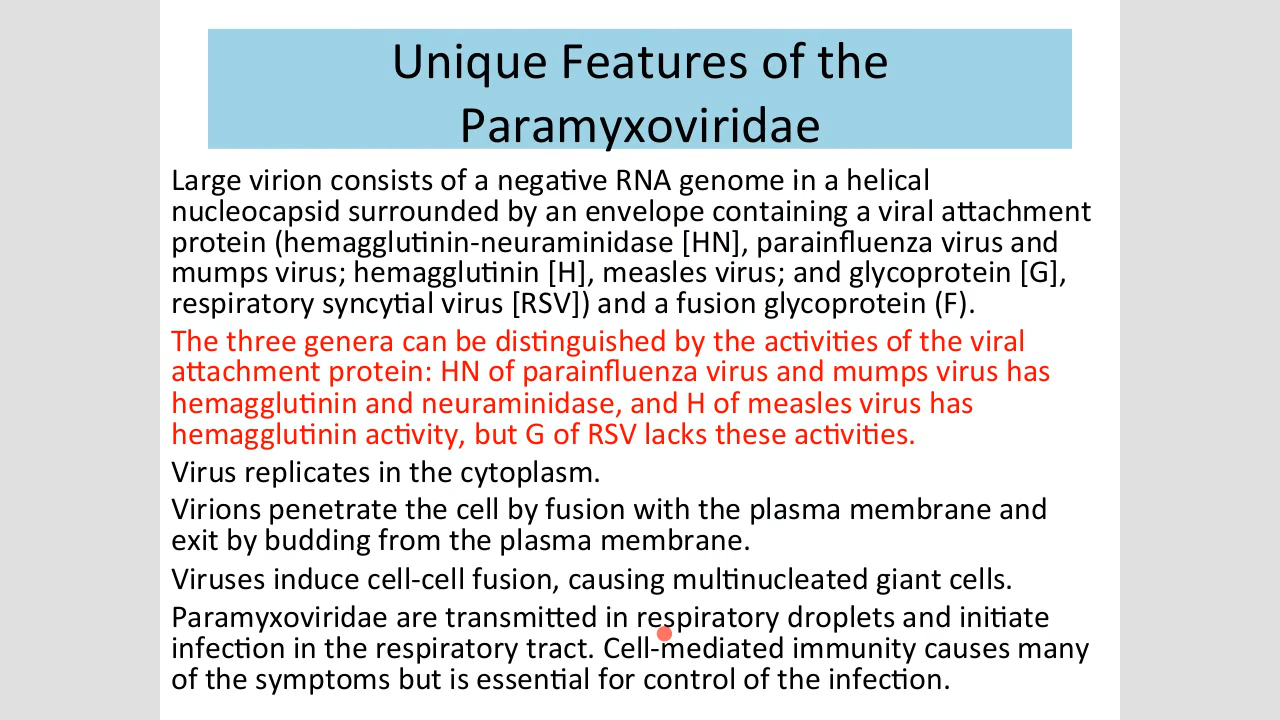 Unique Features of the
Paramyxoviridae
Large virion consists of a negative RNA genome in a helical
nucleocapsid surrounded by an envelope containing a viral attachment
protein (hemagglutinin-neuraminidase [HN], parainfluenza virus and
mumps virus; hemagglutinin [H], measles virus; and glycoprotein [G],
respiratory syncytial virus [RSV]) and a fusion glycoprotein (F).
The three genera can be distinguished by the activities of the viral
attachment protein: HN of parainfluenza virus and mumps virus has
hemagglutinin and neuraminidase, and H of measles virus has
hemagglutinin activity, but G of RSV lacks these activities.
Virus replicates in the cytoplasm.
Virions penetrate the cell by fusion with the plasma membrane and
exit by budding from the plasma membrane.
Viruses induce cell-cell fusion, causing multinucleated giant cells.
Paramyxoviridae are transmitted in respiratory droplets and initiate
infection in the respiratory tract. Cell-mediated immunity causes many
of the symptoms but is essential for control of the infection.